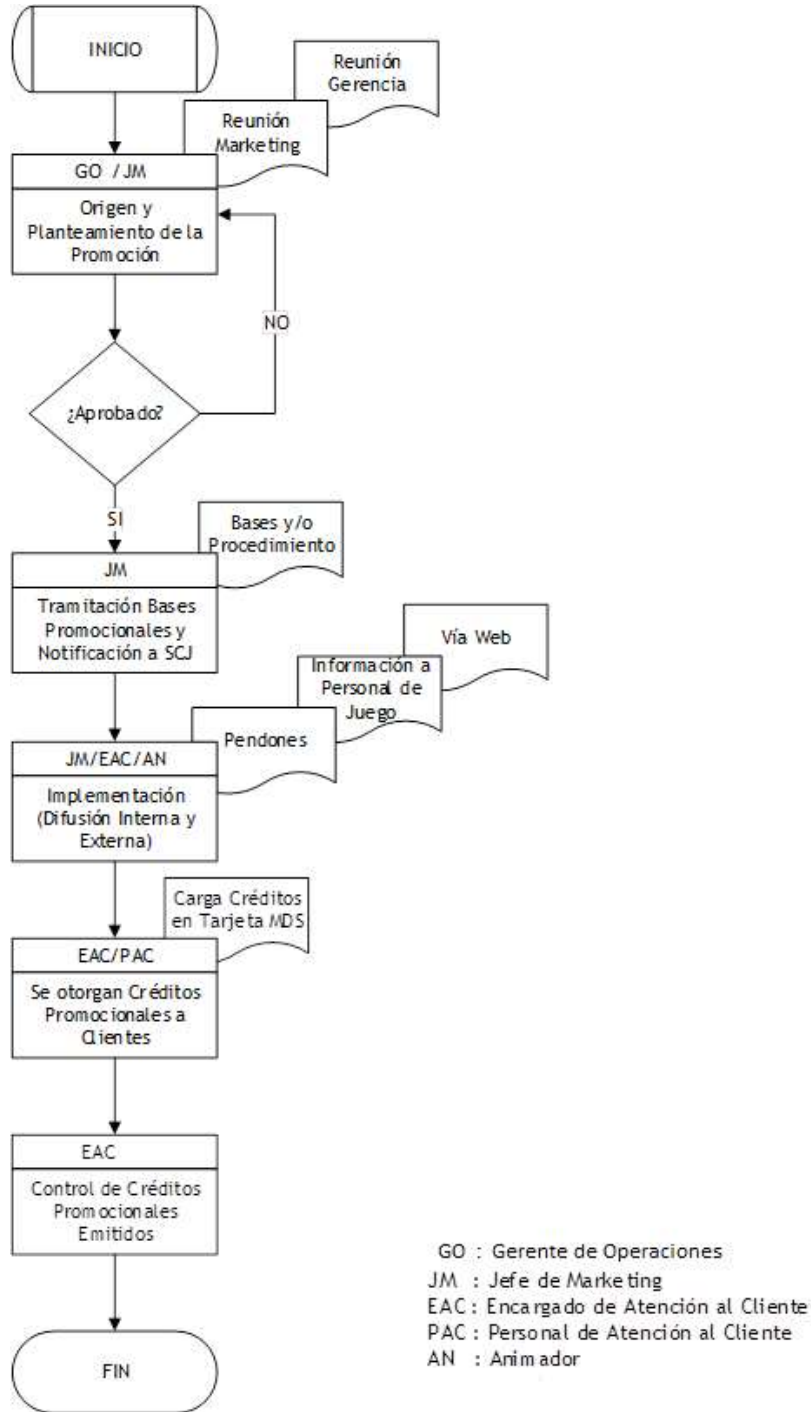 INICIO
Reunión
Gerencia
Reunión
Marketing
GO / JM
Origen y
Planteamiento de la
Promoción
NO
¿Aprobado?
SI
Bases y/o
Procedimiento
JM
Tramitación Bases
Promocionales y
Notificación a SCJ
Vía Web
Información a
Personal de
Juego
Pendones
JM/EAC/AN
Implementación
(Difusión Interna y
Externa)
Carga Créditos
en Tarjeta MDS
EAC/PAC
Se otorgan Créditos
Promocionales a
Clientes
EAC
Control de Créditos
Promocionales
Emitidos
FIN
GO : Gerente de Operaciones
JM : Jefe de Marketing
EAC : Encargado de Atención al Cliente
PAC : Personal de Atención al Cliente
AN : Animador